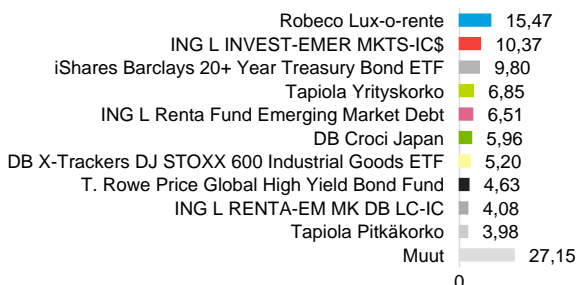 Robeco Lux-o-rente 15,47
ING L INVEST-EMER MKTS-IC$ 10,37
iShares Barclays 20+ Year Treasury Bond ETF 9,80
Tapiola Yrityskorko 6,85
ING L Renta Fund Emerging Market Debt 6,51
DB Croci Japan 5,96
DB X-Trackers DJ STOXX 600 Industrial Goods ETF 5,20
T. Rowe Price Global High Yield Bond Fund 4,63
ING L RENTA-EM MK DB LC-IC 4,08
Tapiola Pitkäkorko 3,98
Muut 27,15
0